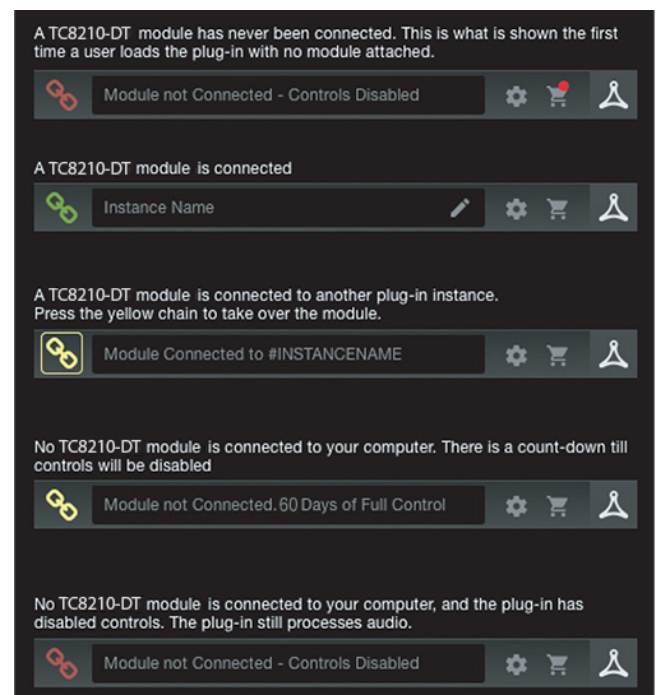 A TC8210-DT module has never been connected. This is what is shown the first
time a user loads the plug-in with no module attached.
Module not Connected - Controls Disabled
A TC8210-DT module is connected
Instance Name
A TC8210-DT module is connected to another plug-in instance.
Press the yellow chain to take over the module.
Module Connected to #INSTANCENAME
No TC8210-DT module is connected to your computer. There is a count-down till
controls will be disabled
Module not Connected. 60 Days of Full Control
No TC8210-DT module is connected to your computer, and the plug-in has
disabled controls. The plug-in still processes audio.
Module not Connected - Controls Disabled